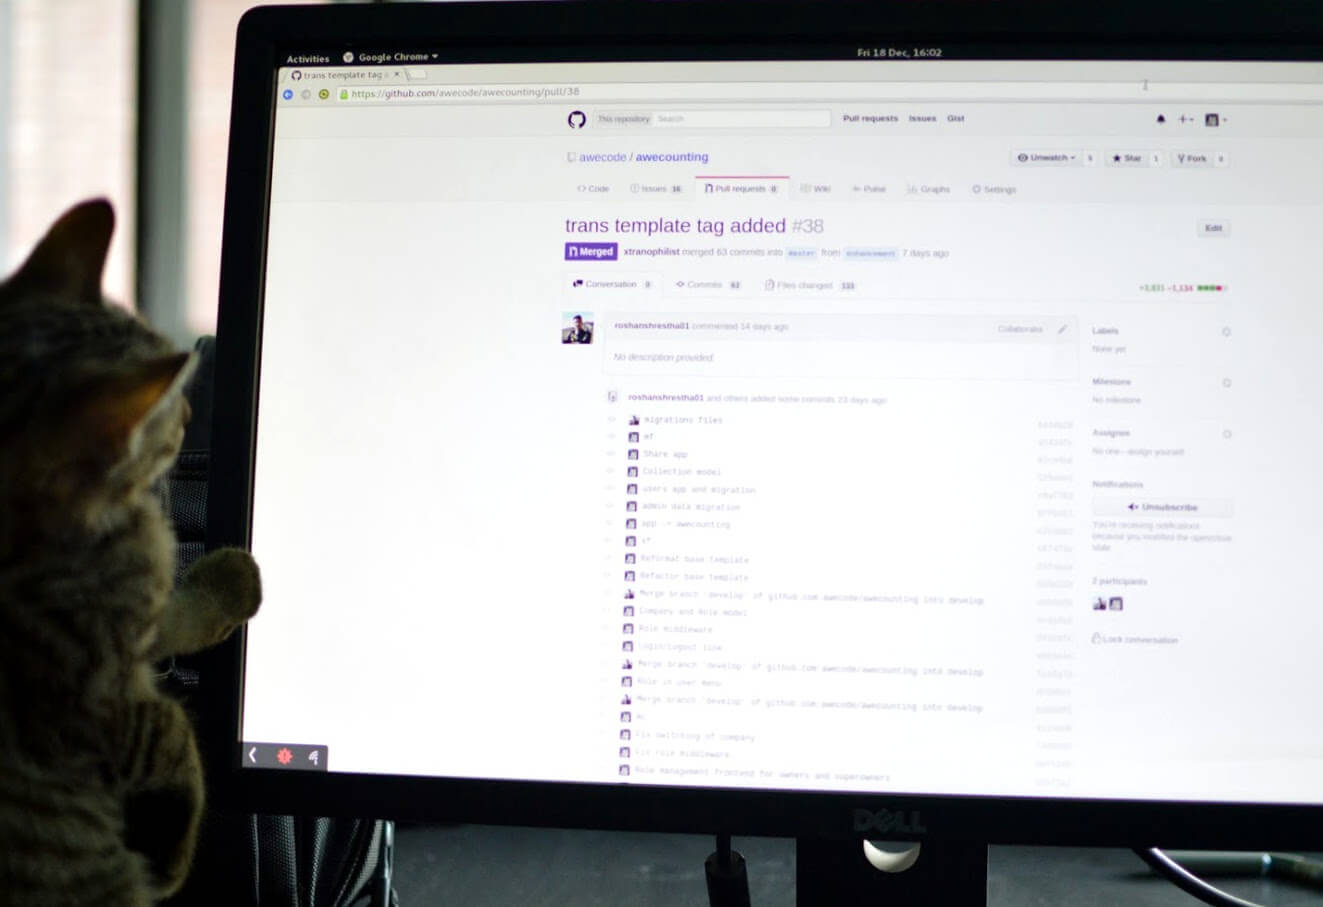 Activities Google Chrome Fri 18 Dec, 16:02
trans template tag a
https://github.com/awecode/awecounting/pull/38
This repository Search Pull requests Issues Gist
awecode / awecounting Unwatch Star 1 Fork
Code Issues 16 Pull requests 0 Wiki Pulse Graphs Settings
trans template tag added #38 Edit
Merged xtranophilist merged 63 commits into master from enhancement 7 days ago
Conversation 0 Commits 63 Files changed
roshanshrestha01 commented 14 days ago Collaborator
No description provided.
roshanshrestha01 and others added some commits 23 days ago
migrations files
mf
Share app
Collection model
users app and migration
admin data migration
app -> awecounting
Reformat base template
Refactor base template
Merge branch 'develop' of github.com:awecode/awecounting into develop
Company and Role model
Role middleware
Login/Logout link
Merge branch 'develop' of github.com:awecode/awecounting into develop
Role in user menu
Merge branch 'develop' of github.com:awecode/awecounting into develop
Fix switching of company
Fix role middleware
Role management frontend for owners and superowners
Labels
None yet
Milestone
No milestone
Assignee
No one—assign yourself
Notifications
Unsubscribe
You're receiving notifications
because you modified the open/close
state.
2 participants
Lock conversation
DELL